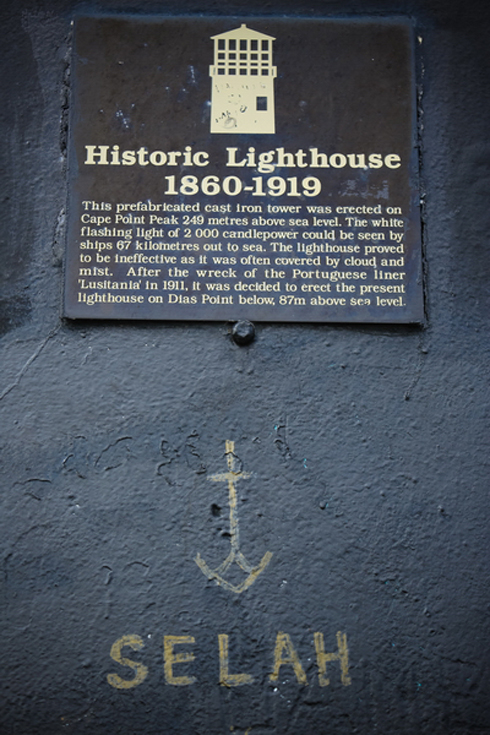 Historic Lighthouse
1860-1919
This prefabricated cast iron tower was erected on
Cape Point Peak 249 metres above sea level. The white
flashing light of 2 000 candlepower could be seen by
ships 67 kilometres out to sea. The lighthouse proved
to be ineffective as it was often covered by cloud and
mist. After the wreck of the Portuguese liner
'Lusitania' in 1911, it was decided to erect the present
lighthouse on Dias Point below, 87m above sea level.
SELAH